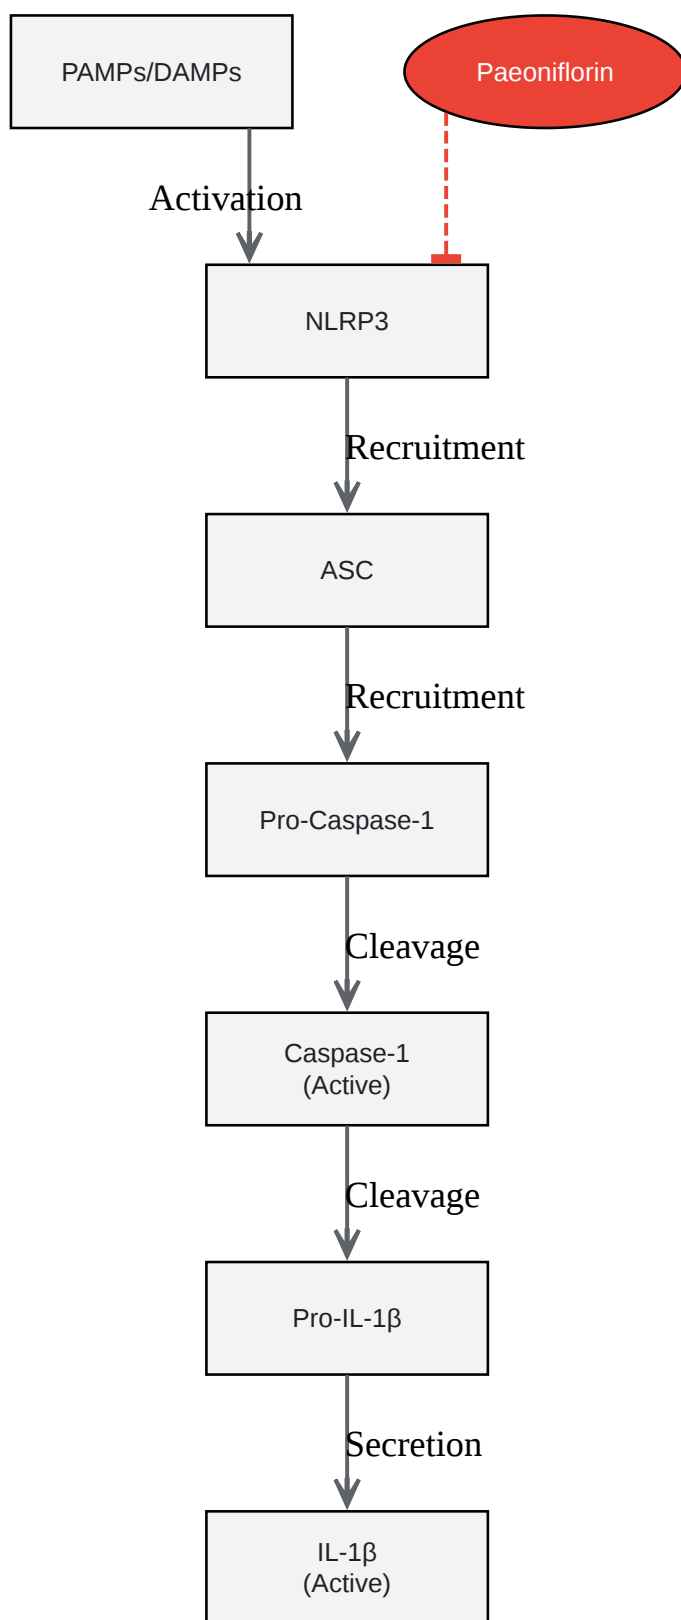 PAMPs/DAMPs
Paeoniflorin
Activation
NLRP3
Recruitment
ASC
Recruitment
Pro-Caspase-1
Cleavage
Caspase-1
(Active)
Cleavage
Pro-IL-1β
Secretion
IL-1β
(Active)